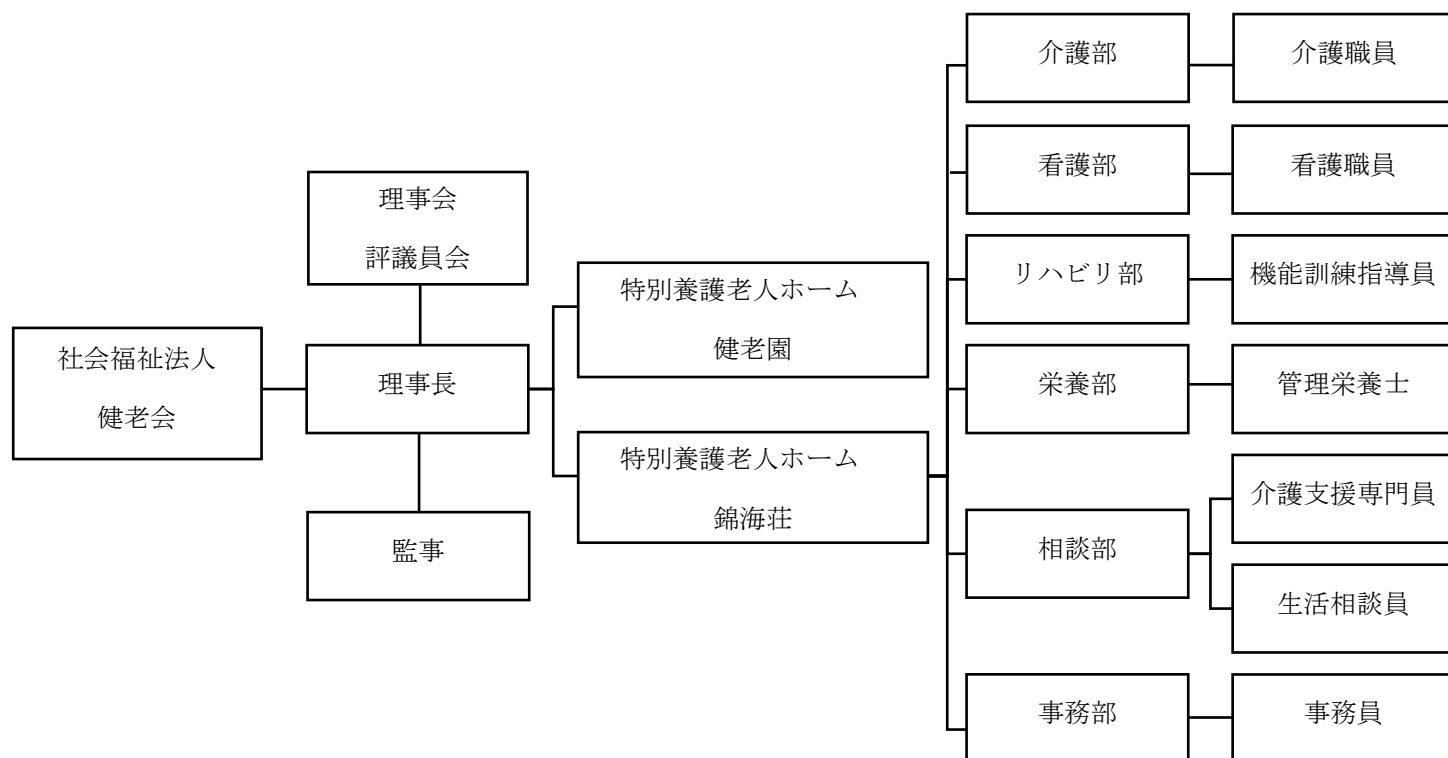 社会福祉法人
健老会
理事会
評議員会
理事長
監事
特別養護老人ホーム
健老園
特別養護老人ホーム
錦海荘
介護部
介護職員
看護部
看護職員
リハビリ部
機能訓練指導員
栄養部
管理栄養士
相談部
介護支援専門員
生活相談員
事務部
事務員